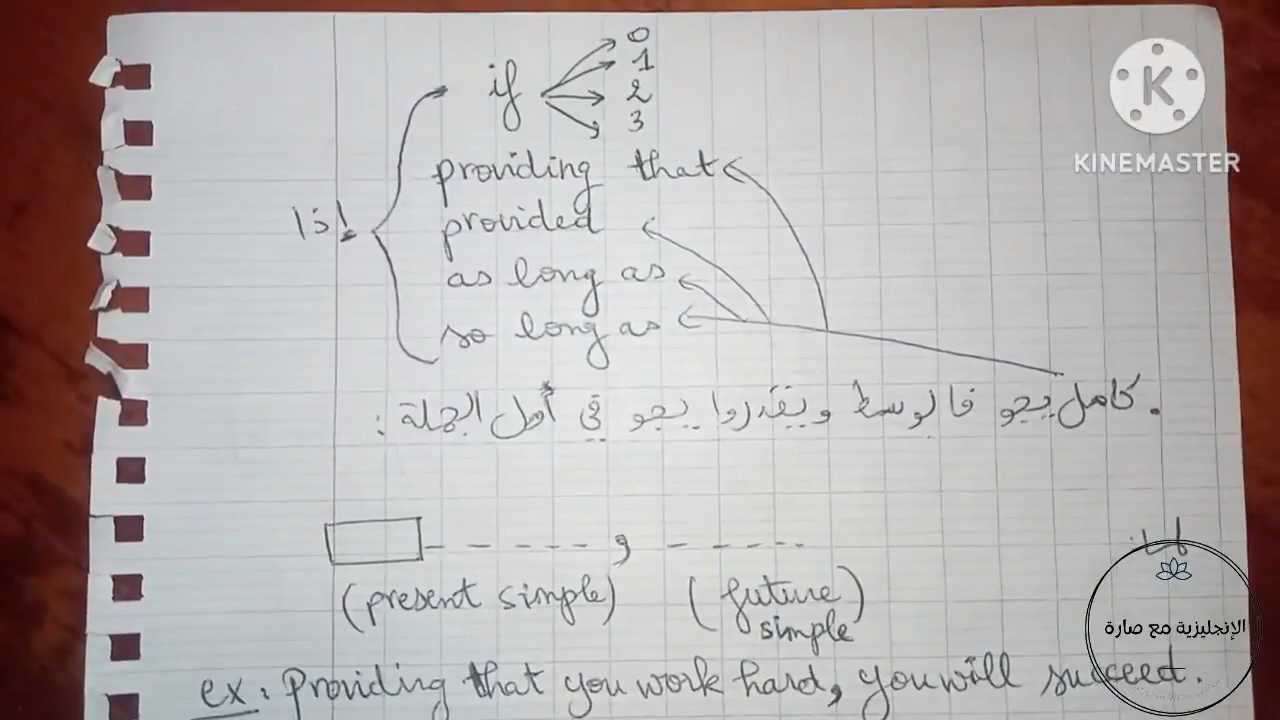 if
0
1
2
3
KINEMASTER
providing that
إذا
provided
as long as
so long as
. كامل يجو فالوسط ويقدروا يجو في أول الجملة :
------ , ------
(present simple) (future simple)
الإنجليزية مع صارة
ex: Providing that you work hard, you will succeed.